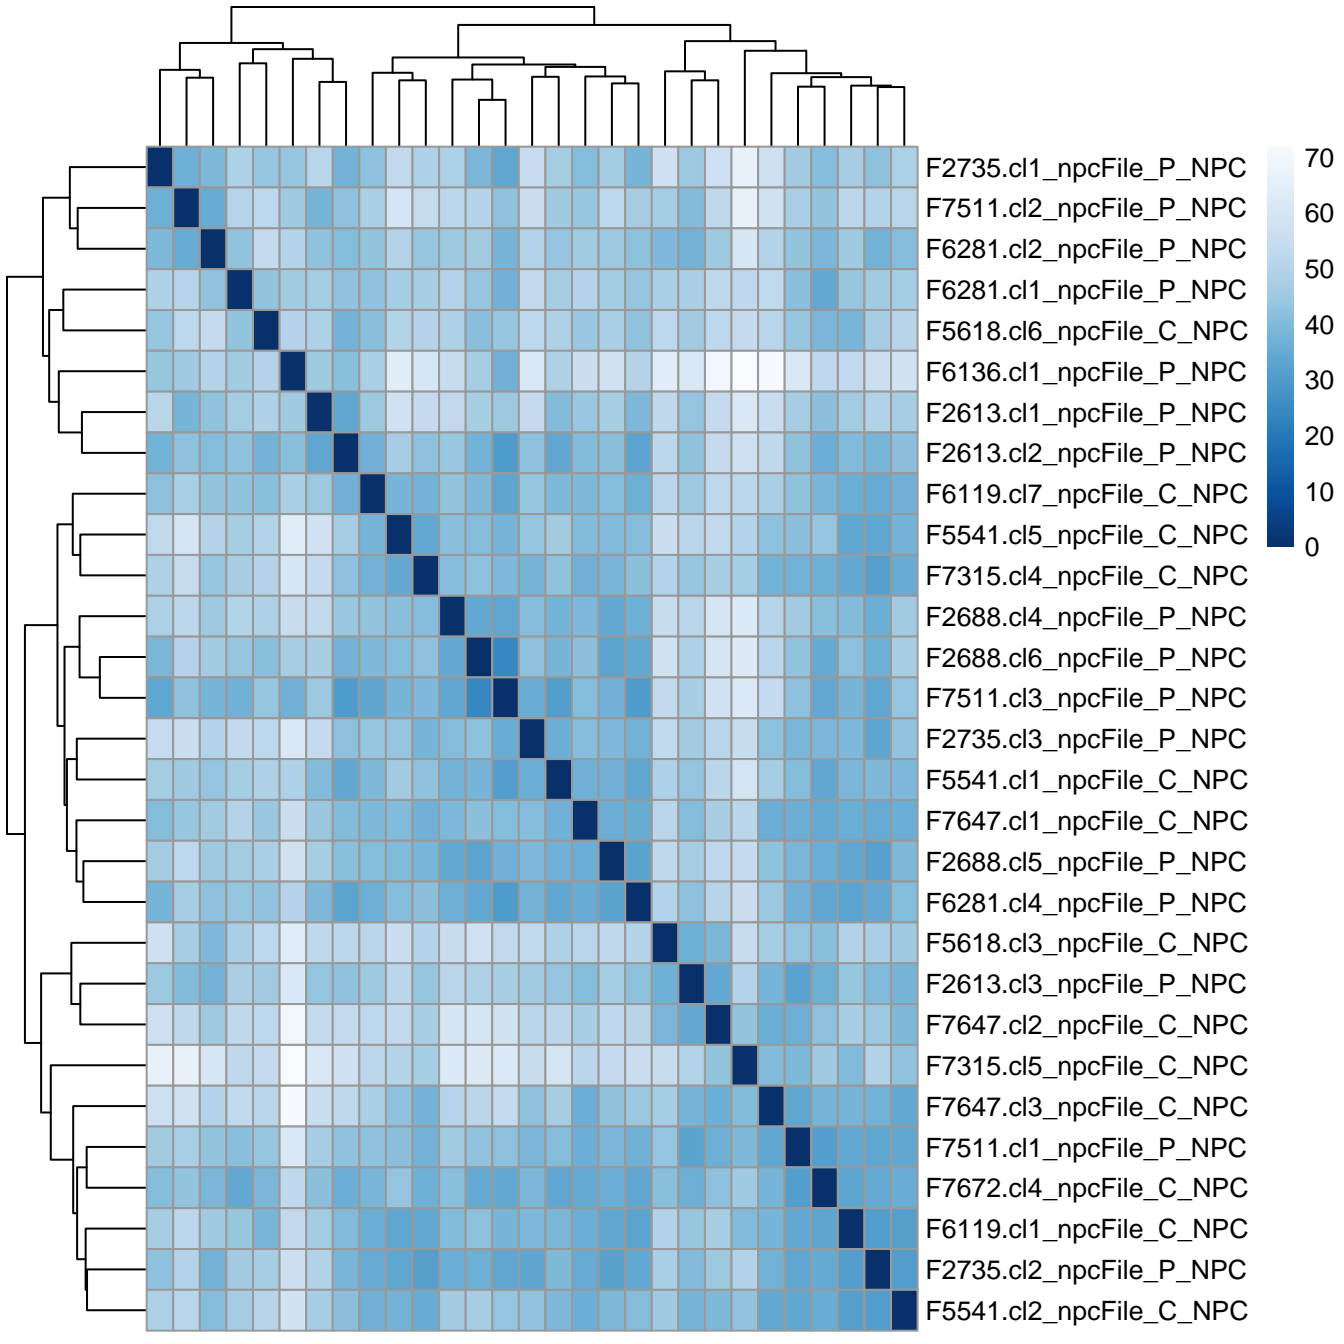 F2735.cl1_npcFile_P_NPC
F7511.cl2_npcFile_P_NPC
F6281.cl2_npcFile_P_NPC
F6281.cl1_npcFile_P_NPC
F5618.cl6_npcFile_C_NPC
F6136.cl1_npcFile_P_NPC
F2613.cl1_npcFile_P_NPC
F2613.cl2_npcFile_P_NPC
F6119.cl7_npcFile_C_NPC
F5541.cl5_npcFile_C_NPC
F7315.cl4_npcFile_C_NPC
F2688.cl4_npcFile_P_NPC
F2688.cl6_npcFile_P_NPC
F7511.cl3_npcFile_P_NPC
F2735.cl3_npcFile_P_NPC
F5541.cl1_npcFile_C_NPC
F7647.cl1_npcFile_C_NPC
F2688.cl5_npcFile_P_NPC
F6281.cl4_npcFile_P_NPC
F5618.cl3_npcFile_C_NPC
F2613.cl3_npcFile_P_NPC
F7647.cl2_npcFile_C_NPC
F7315.cl5_npcFile_C_NPC
F7647.cl3_npcFile_C_NPC
F7511.cl1_npcFile_P_NPC
F7672.cl4_npcFile_C_NPC
F6119.cl1_npcFile_C_NPC
F2735.cl2_npcFile_P_NPC
F5541.cl2_npcFile_C_NPC
70
60
50
40
30
20
10
0